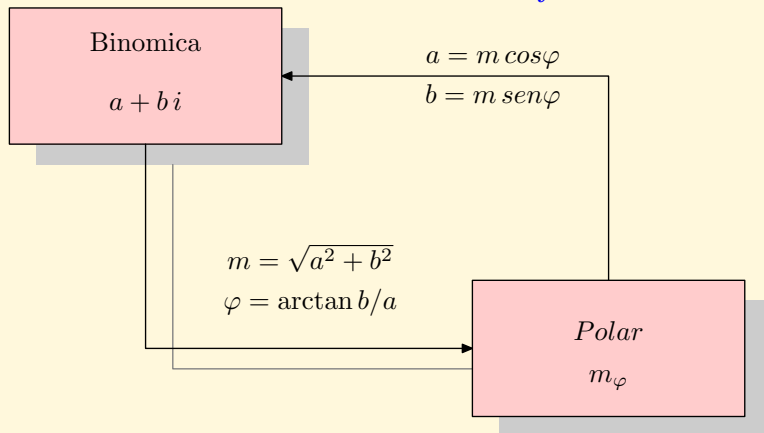 Binomica
a + b i
a = m cosφ
b = m senφ
m = √a² + b²
φ = arctan b/a
Polar
m_φ